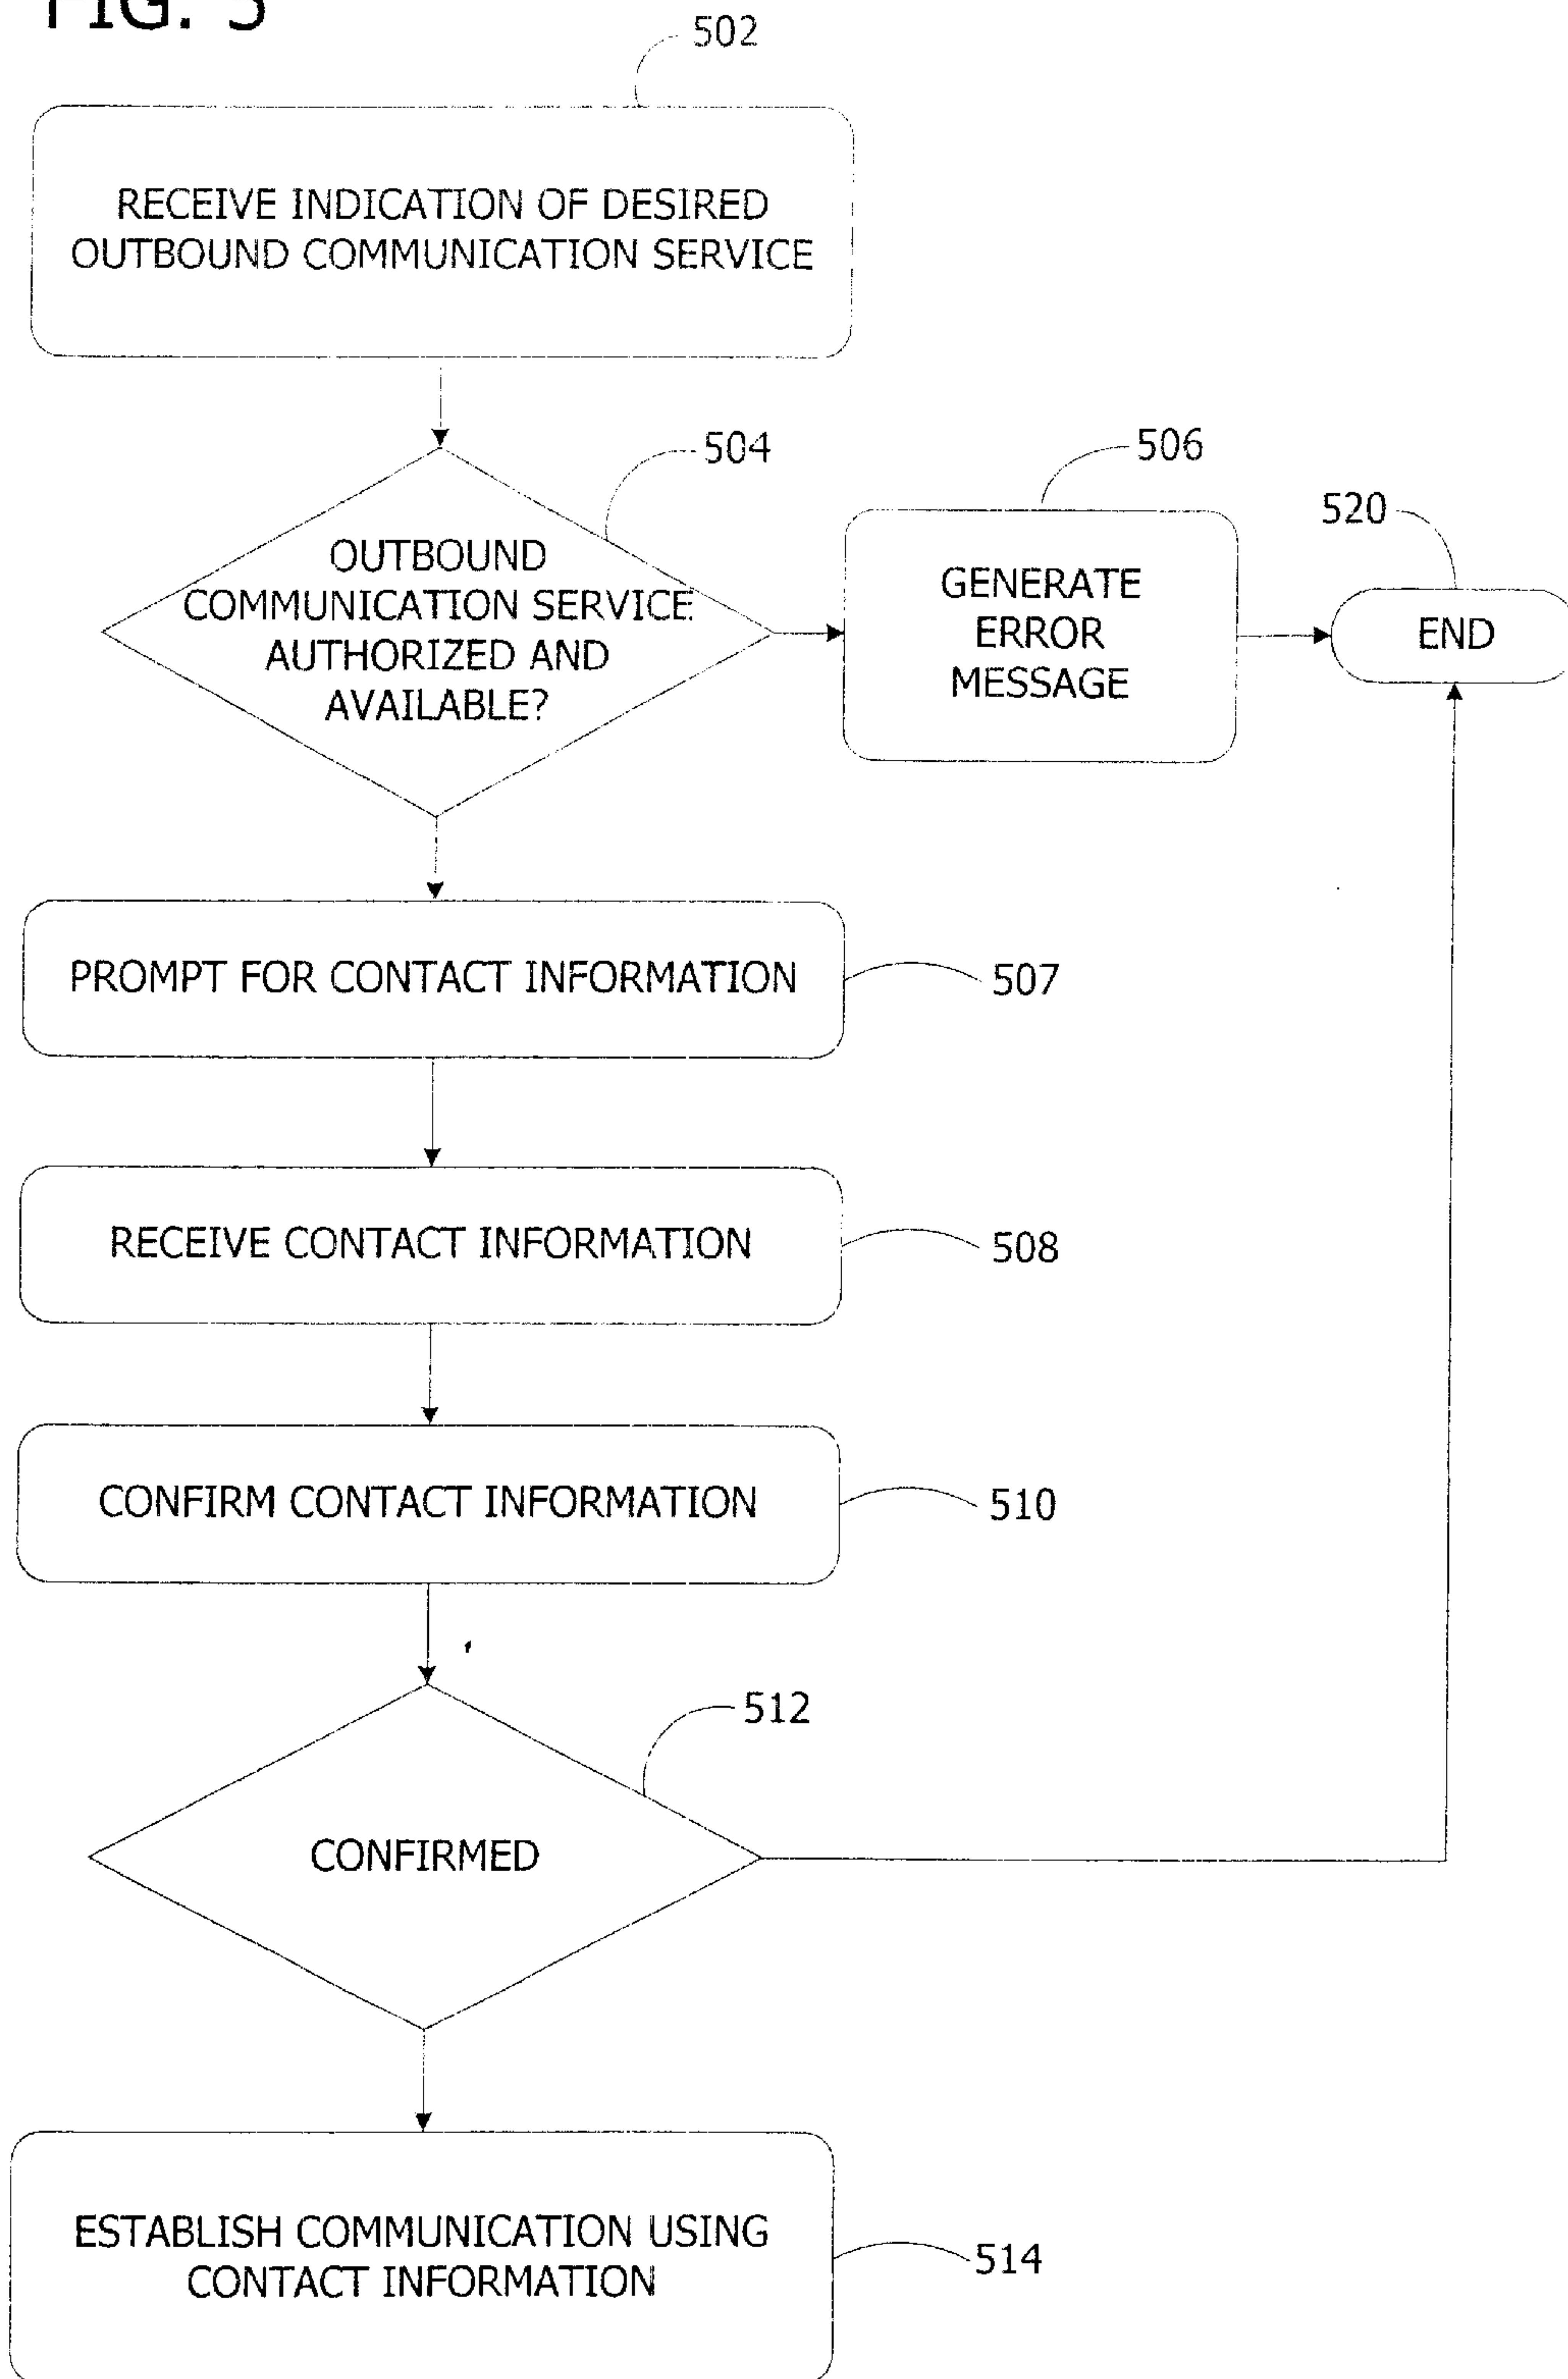 FIG. 5
502
RECEIVE INDICATION OF DESIRED
OUTBOUND COMMUNICATION SERVICE
504
OUTBOUND
COMMUNICATION SERVICE
AUTHORIZED AND
AVAILABLE?
506
GENERATE
ERROR
MESSAGE
520
END
PROMPT FOR CONTACT INFORMATION
507
RECEIVE CONTACT INFORMATION
508
CONFIRM CONTACT INFORMATION
510
512
CONFIRMED
ESTABLISH COMMUNICATION USING
CONTACT INFORMATION
514